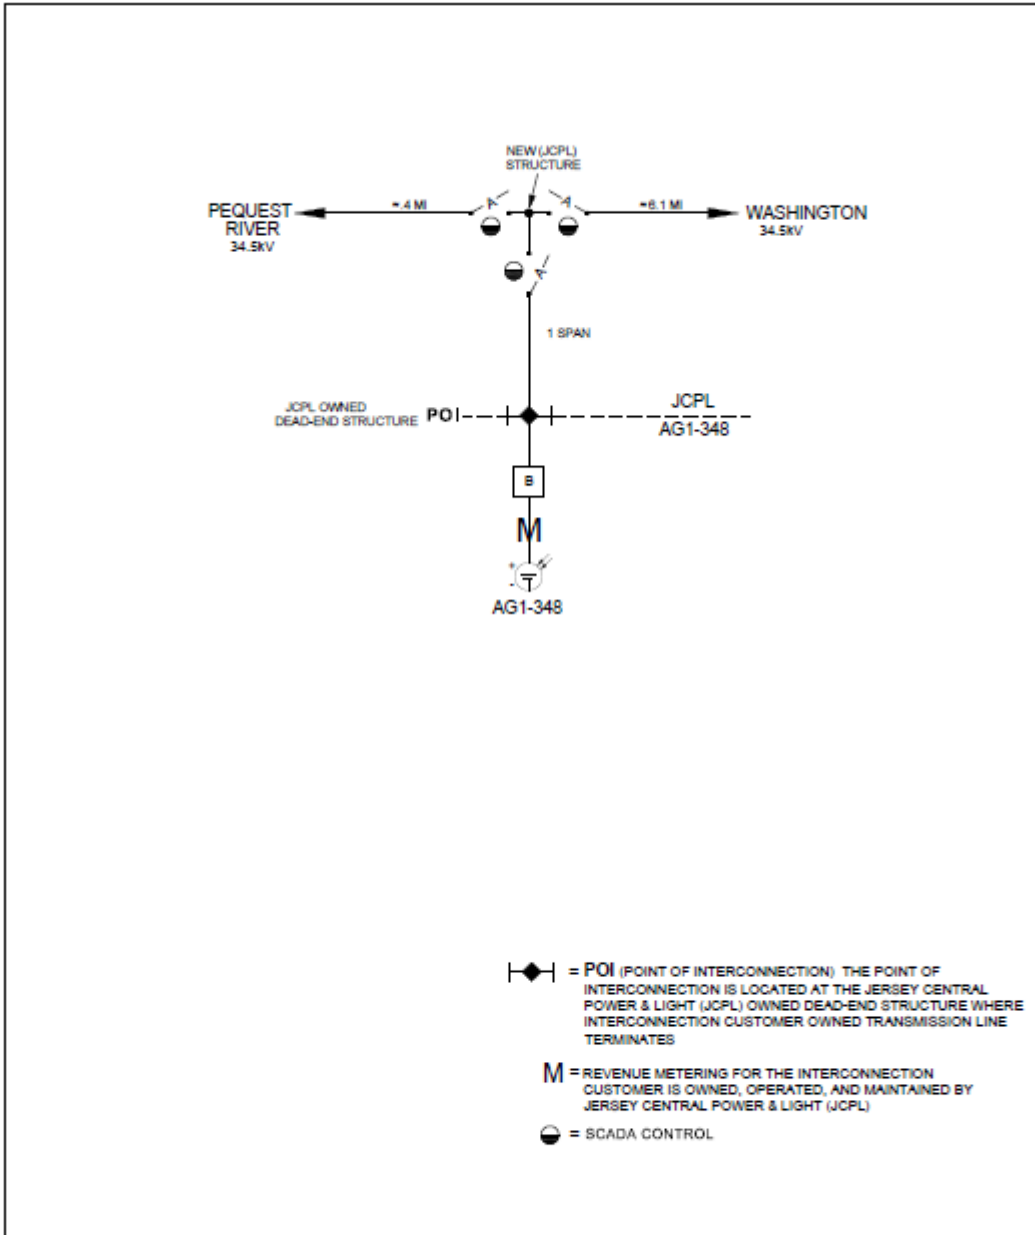 NEW (JCPL)
STRUCTURE
PEQUEST
RIVER
34.5kV
≈.4 MI
A
A
≈6.1 MI
WASHINGTON
34.5kV
A
1 SPAN
JCPL OWNED
DEAD-END STRUCTURE
POI
JCPL
AG1-348
B
M
+
-
AG1-348
= POI (POINT OF INTERCONNECTION) THE POINT OF
INTERCONNECTION IS LOCATED AT THE JERSEY CENTRAL
POWER & LIGHT (JCPL) OWNED DEAD-END STRUCTURE WHERE
INTERCONNECTION CUSTOMER OWNED TRANSMISSION LINE
TERMINATES
M = REVENUE METERING FOR THE INTERCONNECTION
CUSTOMER IS OWNED, OPERATED, AND MAINTAINED BY
JERSEY CENTRAL POWER & LIGHT (JCPL)
= SCADA CONTROL